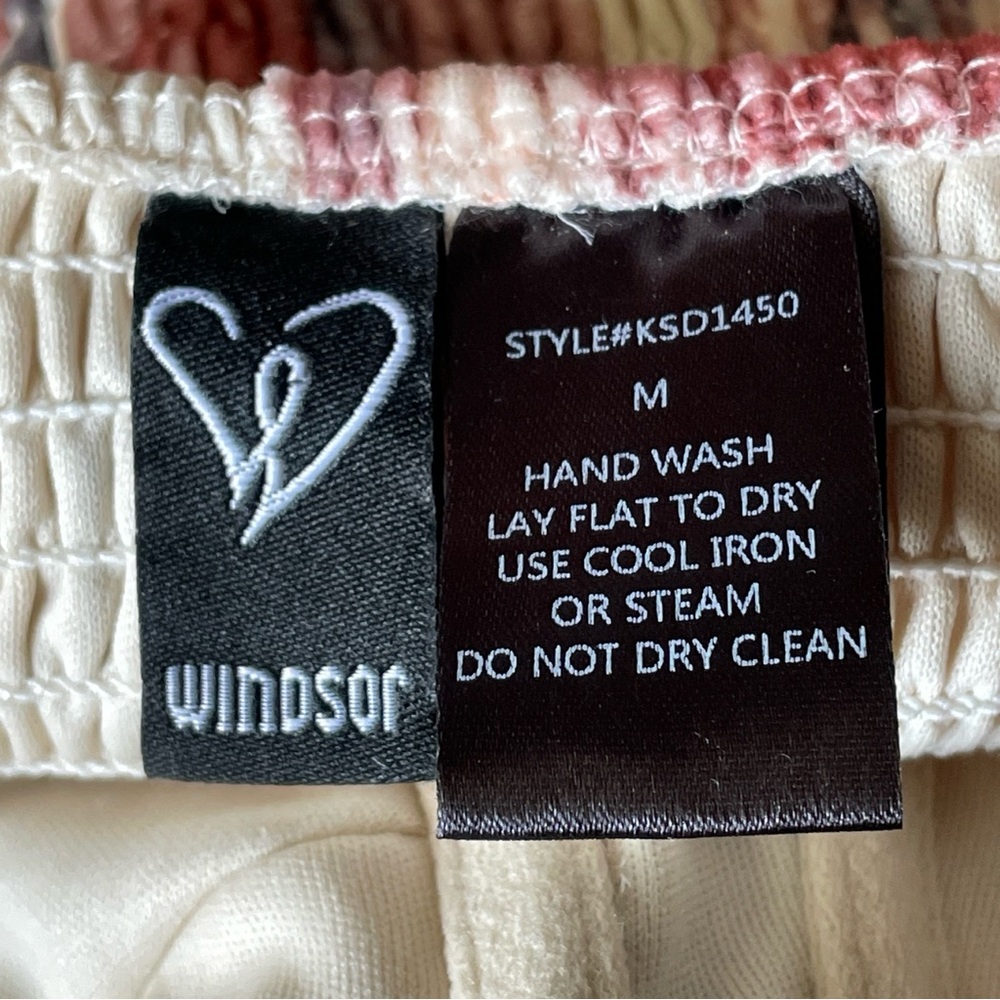 WINDSOR
STYLE#KSD1450
M
HAND WASH
LAY FLAT TO DRY
USE COOL IRON
OR STEAM
DO NOT DRY CLEAN